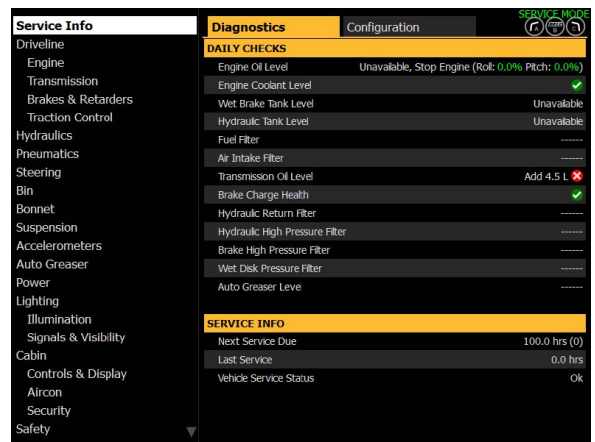 SERVICE MODE
Service Info
Diagnostics Configuration
Driveline
DAILY CHECKS
Engine
Engine Oil Level Unavailable, Stop Engine (Roll: 0.0% Pitch: 0.0%)
Transmission
Engine Coolant Level
Brakes & Retarders
Wet Brake Tank Level Unavailable
Traction Control
Hydraulic Tank Level Unavailable
Hydraulics
Fuel Filter ------
Pneumatics
Air Intake Filter ------
Steering
Transmission Oil Level Add 4.5 L
Bin
Brake Charge Health
Bonnet
Hydraulic Return Filter ------
Suspension
Hydraulic High Pressure Filter ------
Accelerometers
Brake High Pressure Filter ------
Auto Greaser
Wet Disk Pressure Filter ------
Power
Auto Greaser Level ------
Lighting
Illumination
SERVICE INFO
Signals & Visibility
Next Service Due 100.0 hrs (0)
Cabin
Last Service 0.0 hrs
Controls & Display
Vehicle Service Status Ok
Aircon
Security
Safety